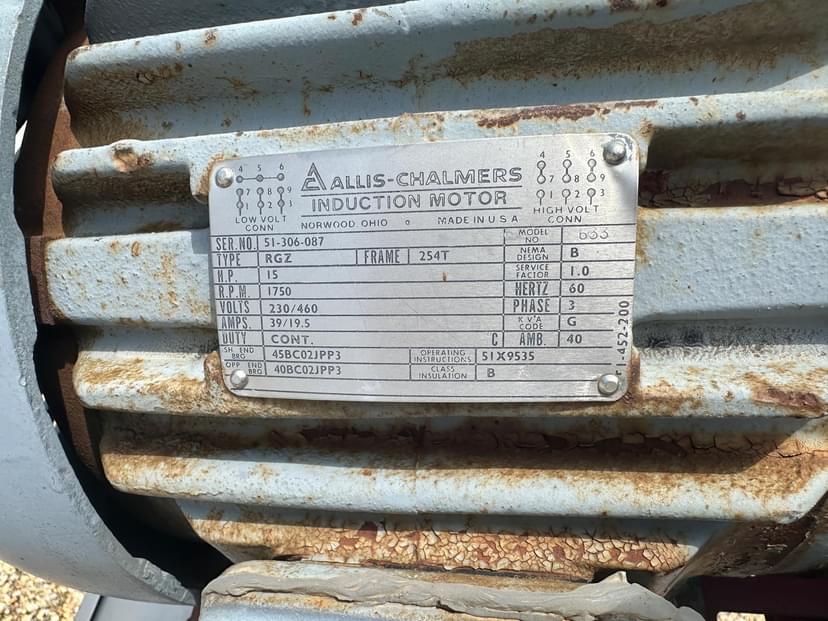 4 5 6
7 8 9
1 2 3
LOW VOLT
CONN
ALLIS-CHALMERS
INDUCTION MOTOR
NORWOOD OHIO MADE IN U S A
4 5 6
7 8 9
1 2 3
HIGH VOLT
CONN
SER. NO. 51-306-087 MODEL NO 633
TYPE RGZ FRAME 254T NEMA DESIGN B
H.P. 15 SERVICE FACTOR 1.0
R.P.M. 1750 HERTZ 60
VOLTS 230/460 PHASE 3
AMPS. 39/19.5 KVA CODE G
DUTY CONT. C AMB. 40
SH. END BRG 45BC02JPP3 OPERATING INSTRUCTIONS 51X9535
OPP END BRG 40BC02JPP3 CLASS INSULATION B
-452-200